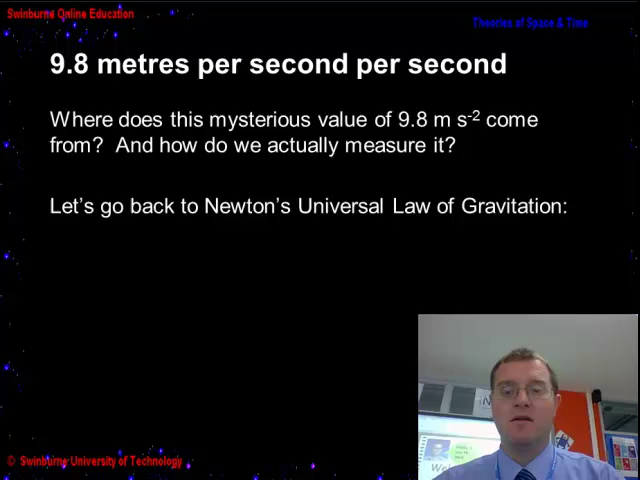 Swinburne Online Education
Theories of Space & Time
9.8 metres per second per second
Where does this mysterious value of 9.8 m s-2 come
from? And how do we actually measure it?
Let's go back to Newton's Universal Law of Gravitation:
© Swinburne University of Technology